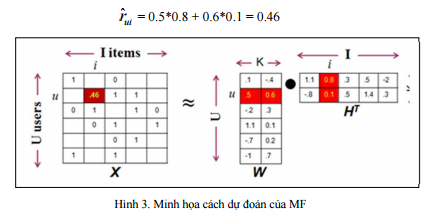 r̂ui = 0.5*0.8 + 0.6*0.1 = 0.46
I items
K
I
i
i
1 0
.1 -.4
1.1 0.8 .3 .5 -2
u .46 1 1
≈
u .5 0.6
-.8 0.1 .5 1.4 .3
U users
0 1 1 0
U
-.2 .3
H^T
0 1 1
1.1 0.1
0 1
-.7 0.2
1 1
-1 .7
X
W
Hình 3. Minh họa cách dự đoán của MF